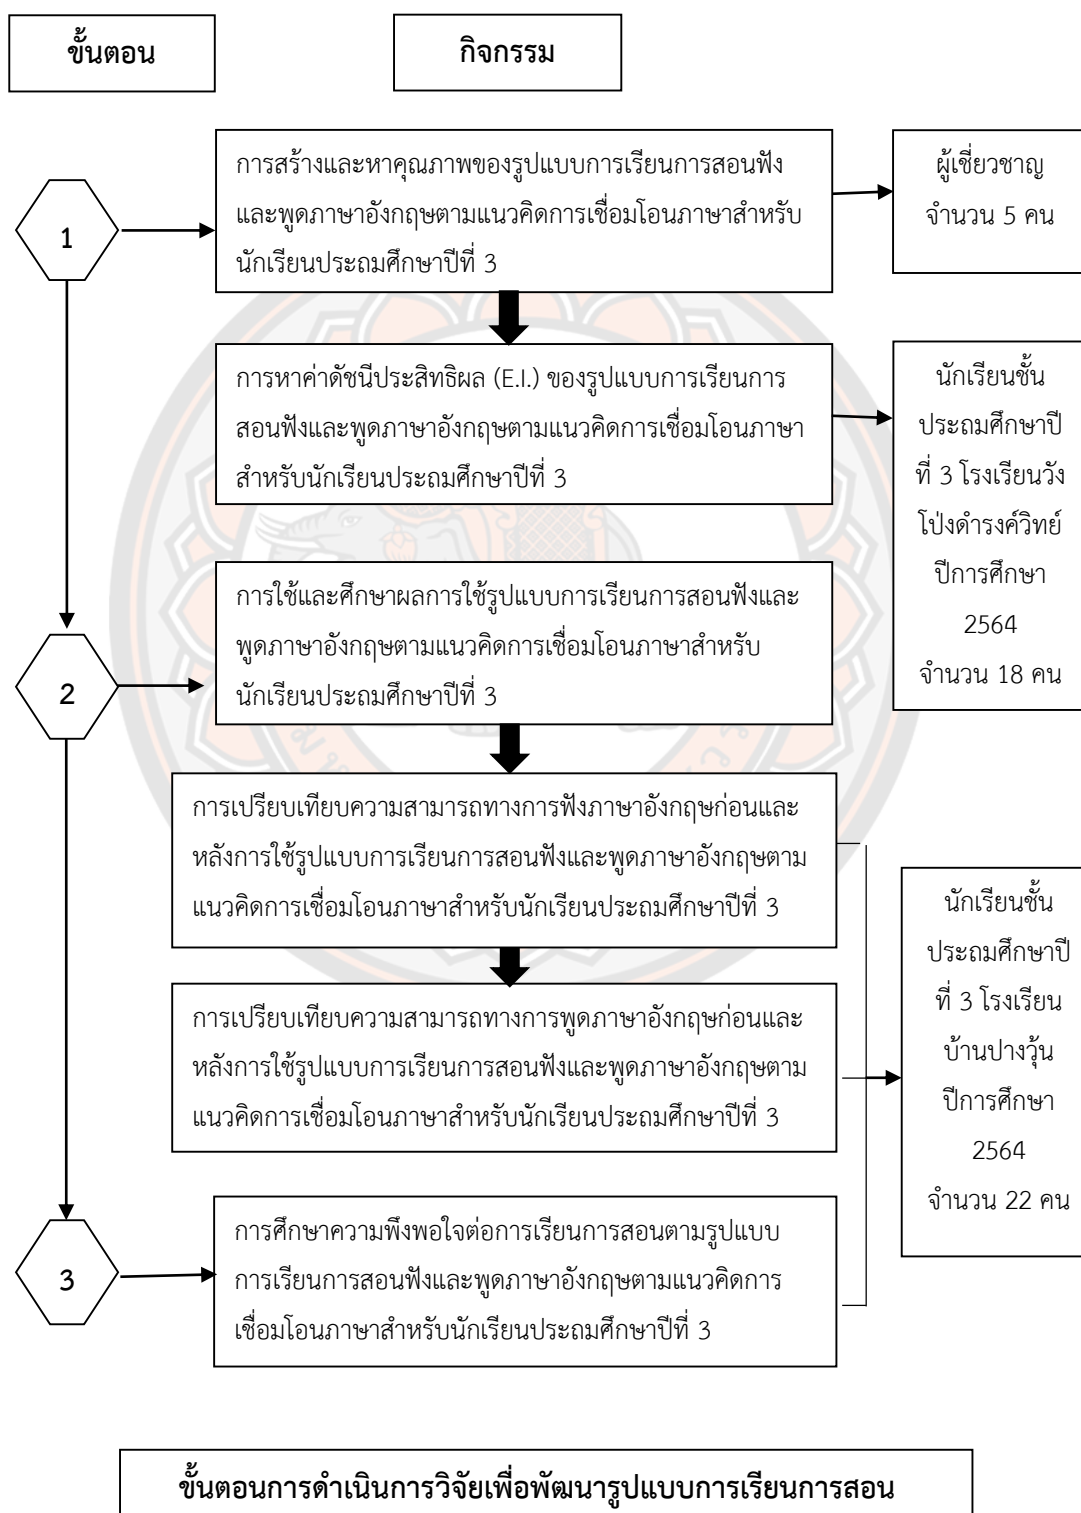 ขั้นตอน
กิจกรรม
1
การสร้างและหาคุณภาพของรูปแบบการเรียนการสอนฟัง
และพูดภาษาอังกฤษตามแนวคิดการเชื่อมโอนภาษาสำหรับ
นักเรียนประถมศึกษาปีที่ 3
ผู้เชี่ยวชาญ
จำนวน 5 คน
การหาค่าดัชนีประสิทธิผล (E.I.) ของรูปแบบการเรียนการ
สอนฟังและพูดภาษาอังกฤษตามแนวคิดการเชื่อมโอนภาษา
สำหรับนักเรียนประถมศึกษาปีที่ 3
นักเรียนชั้น
ประถมศึกษาปี
ที่ 3 โรงเรียนวัง
โป่งดำรงค์วิทย์
ปีการศึกษา
2564
จำนวน 18 คน
2
การใช้และศึกษาผลการใช้รูปแบบการเรียนการสอนฟังและ
พูดภาษาอังกฤษตามแนวคิดการเชื่อมโอนภาษาสำหรับ
นักเรียนประถมศึกษาปีที่ 3
การเปรียบเทียบความสามารถทางการฟังภาษาอังกฤษก่อนและ
หลังการใช้รูปแบบการเรียนการสอนฟังและพูดภาษาอังกฤษตาม
แนวคิดการเชื่อมโอนภาษาสำหรับนักเรียนประถมศึกษาปีที่ 3
การเปรียบเทียบความสามารถทางการพูดภาษาอังกฤษก่อนและ
หลังการใช้รูปแบบการเรียนการสอนฟังและพูดภาษาอังกฤษตาม
แนวคิดการเชื่อมโอนภาษาสำหรับนักเรียนประถมศึกษาปีที่ 3
นักเรียนชั้น
ประถมศึกษาปี
ที่ 3 โรงเรียน
บ้านปางวุ้น
ปีการศึกษา
2564
จำนวน 22 คน
3
การศึกษาความพึงพอใจต่อการเรียนการสอนตามรูปแบบ
การเรียนการสอนฟังและพูดภาษาอังกฤษตามแนวคิดการ
เชื่อมโอนภาษาสำหรับนักเรียนประถมศึกษาปีที่ 3
ขั้นตอนการดำเนินการวิจัยเพื่อพัฒนารูปแบบการเรียนการสอน